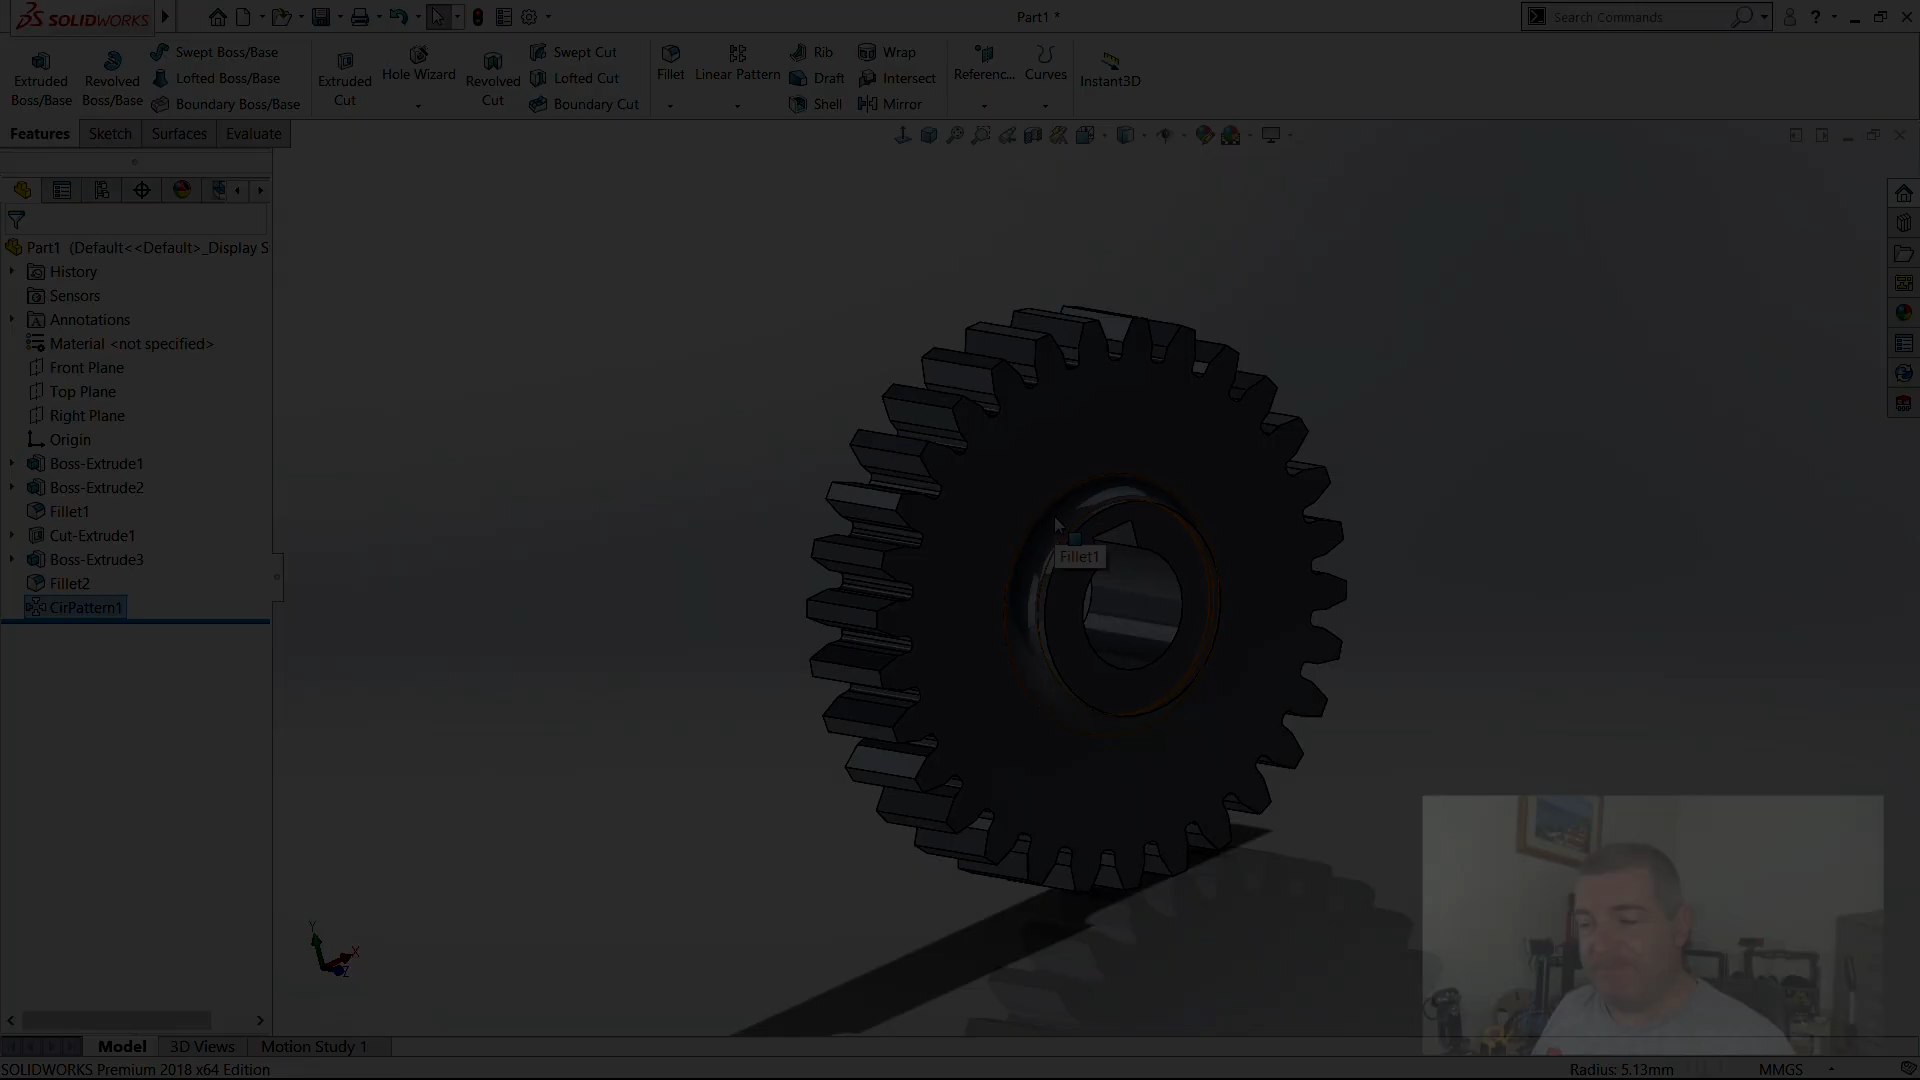 SOLIDWORKS
Part1 *
Search Commands
Extruded Boss/Base
Revolved Boss/Base
Swept Boss/Base
Lofted Boss/Base
Boundary Boss/Base
Extruded Cut
Hole Wizard
Revolved Cut
Swept Cut
Lofted Cut
Boundary Cut
Fillet
Linear Pattern
Rib
Draft
Shell
Wrap
Intersect
Mirror
Referenc...
Curves
Instant3D
Features
Sketch
Surfaces
Evaluate
Part1 (Default<<Default>_Display S
History
Sensors
Annotations
Material <not specified>
Front Plane
Top Plane
Right Plane
Origin
Boss-Extrude1
Boss-Extrude2
Fillet1
Cut-Extrude1
Boss-Extrude3
Fillet2
CirPattern1
Fillet1
Y
X
Z
Model
3D Views
Motion Study 1
SOLIDWORKS Premium 2018 x64 Edition
Radius: 5.13mm
MMGS